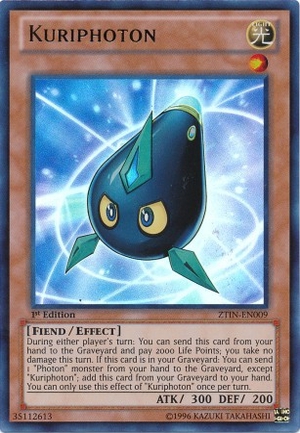 KURIPHOTON
LIGHT
光
1st Edition
ZTIN-EN009
[FIEND / EFFECT]
During either player's turn: You can send this card from
your hand to the Graveyard and pay 2000 Life Points; you take
no damage this turn. If this card is in your Graveyard: You can send
1 "Photon" monster from your hand to the Graveyard, except
"Kuriphoton"; add this card from your Graveyard to your hand.
You can only use this effect of "Kuriphoton" once per turn.
ATK/ 300 DEF/ 200
35112613
©1996 KAZUKI TAKAHASHI